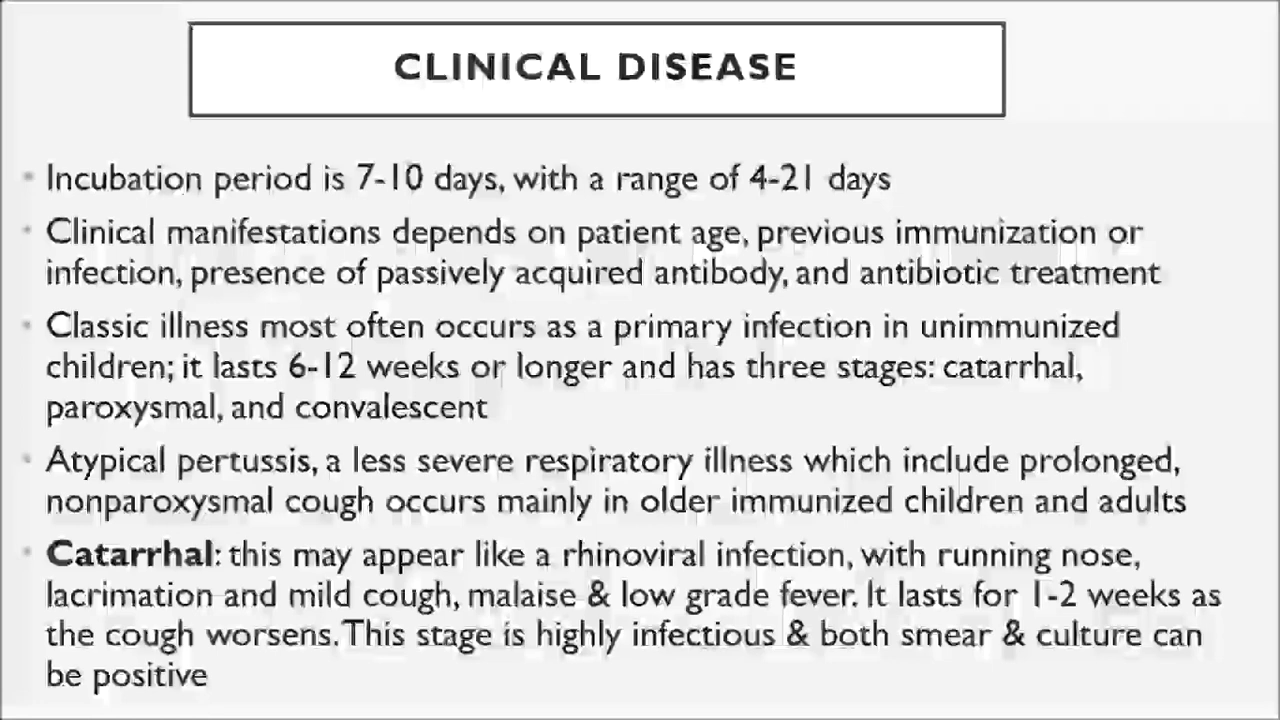 CLINICAL DISEASE
• Incubation period is 7-10 days, with a range of 4-21 days
• Clinical manifestations depends on patient age, previous immunization or
infection, presence of passively acquired antibody, and antibiotic treatment
• Classic illness most often occurs as a primary infection in unimmunized
children; it lasts 6-12 weeks or longer and has three stages: catarrhal,
paroxysmal, and convalescent
• Atypical pertussis, a less severe respiratory illness which include prolonged,
nonparoxysmal cough occurs mainly in older immunized children and adults
• Catarrhal: this may appear like a rhinoviral infection, with running nose,
lacrimation and mild cough, malaise & low grade fever. It lasts for 1-2 weeks as
the cough worsens. This stage is highly infectious & both smear & culture can
be positive